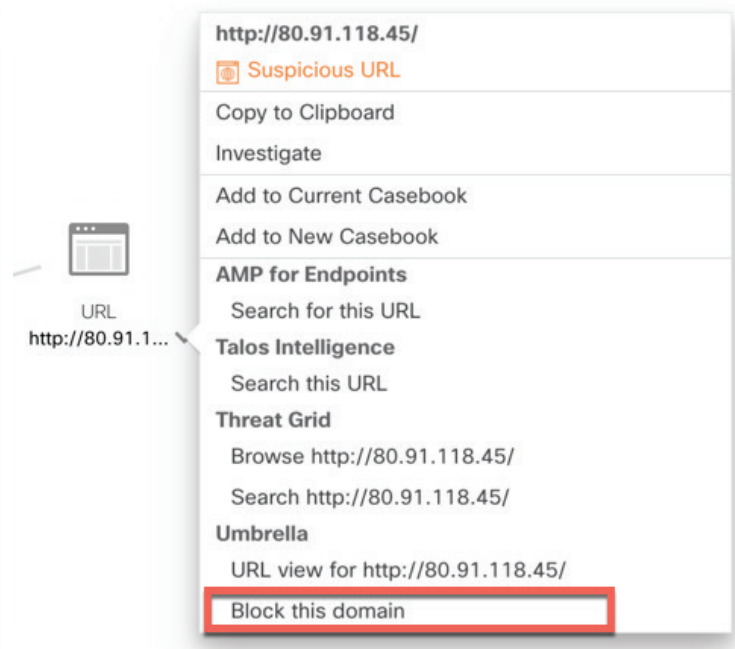 http://80.91.118.45/
Suspicious URL
Copy to Clipboard
Investigate
Add to Current Casebook
Add to New Casebook
AMP for Endpoints
Search for this URL
Talos Intelligence
Search this URL
Threat Grid
Browse http://80.91.118.45/
Search http://80.91.118.45/
Umbrella
URL view for http://80.91.118.45/
Block this domain
URL
http://80.91.1...